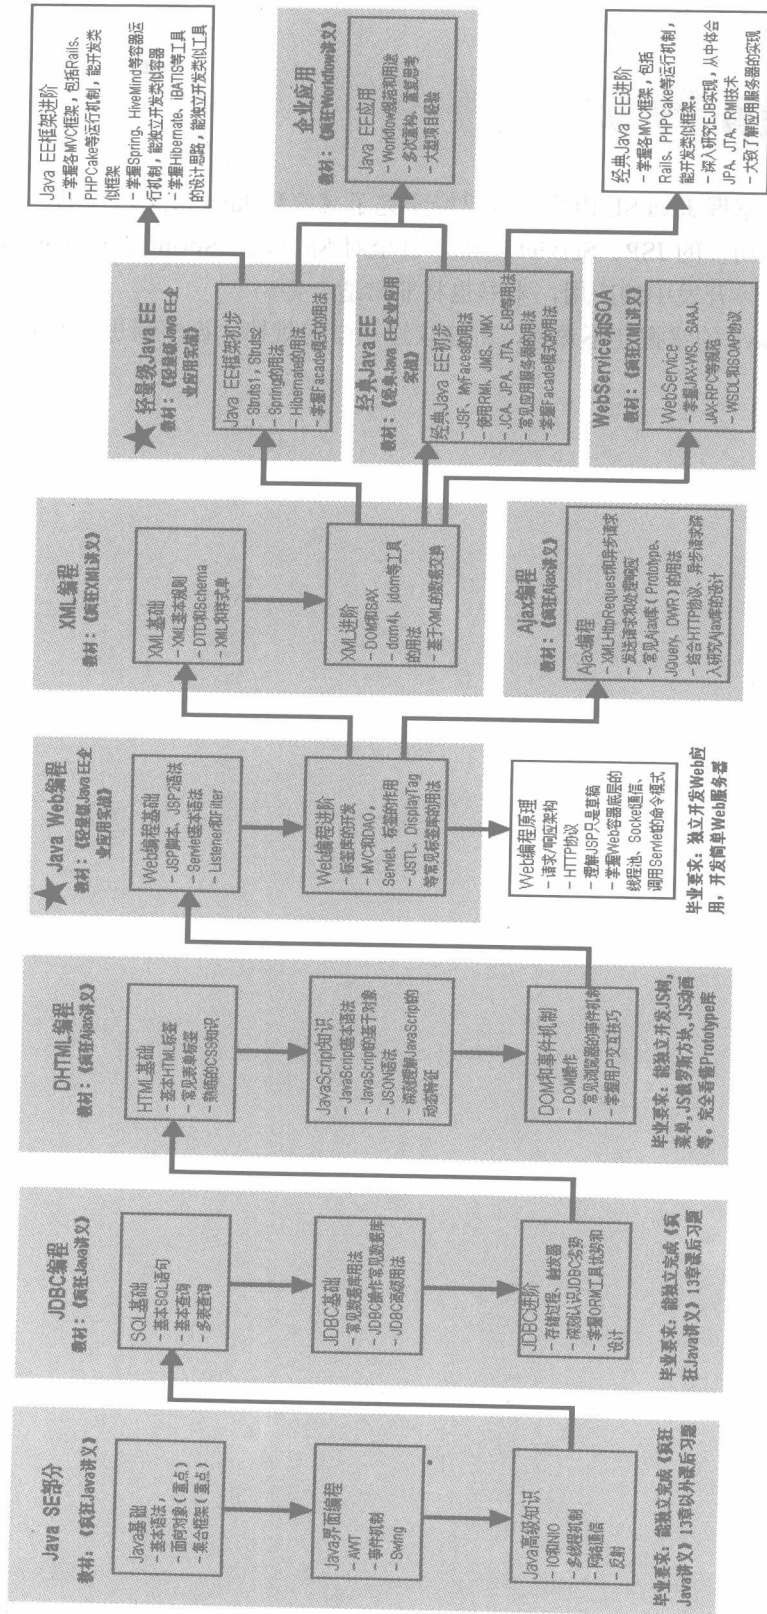 Java SE部分
教材：《疯狂Java讲义》
Java基础
－基本语法，
－面向对象（重点）
－集合框架（重点）
Java界面编程
－AWT
－事件机制
－Swing
Java高级知识
－IO和NIO
－多线程机制
－网络通信
－反射
毕业要求：能独立完成《疯狂
Java讲义》13章以外课后习题
JDBC编程
教材：《疯狂Java讲义》
SQL基础
－基本SQL语句
－基本查询
－多表查询
JDBC基础
－常见数据库用法
－JDBC操作常见数据库
－JDBC高级用法
JDBC进阶
－存储过程、触发器
－深刻认识JDBC劣势
－掌握ORM工具优势和
设计
毕业要求：能独立完成《疯
狂Java讲义》13章课后习题
DHTML编程
教材：《疯狂Ajax讲义》
HTML基础
－基本HTML标签
－常见表单标签
－熟练的CSS知识
JavaScrip知识
－JavaScrip基本语法
－JavaScrip的基于对象
－JSON语法
－深刻理解JavaScrip的
动态特征
DOM和事件机制
－DOM操作
－常见浏览器的事件机制
－掌握用户交互技巧
毕业要求：能独立开发JS树，
菜单，JS俄罗斯方块，JS动画
等。完全看懂Prototype库
Java Web编程
教材：《轻量级Java EE企
业应用实战》
Web编程基础
－JSP脚本、JSP2语法
－Servlet基本语法
－Listener和Filter
Web编程进阶
－标签库的开发
－MVC和DAO，
Servlet、标签的作用
－JSTL、DisplayTag
等常见标签库的用法
Web编程原理
－请求/响应架构
－HTTP协议
－理解JSP只是草稿
－掌握Web容器底层的
线程池、Socket通信、
调用Servlet的命令模式
毕业要求：独立开发Web应
用，开发简单Web服务器
XML编程
教材：《疯狂XML讲义》
XML基础
－XML基本规则
－DTD和Schema
－XML和样式单
XML进阶
－DOM和SAX
－dom4j、jdom等工具
的用法
－基于XML的数据交换
Ajax编程
教材：《疯狂Ajax讲义》
Ajax编程
－XMLHttpRequest和异步请求
－发送请求和处理响应
－常见Ajax库（Prototype、
JQuery、DWR）的用法
－结合HTTP协议、异步请求深
入研究Ajax库的设计
轻量级Java EE
教材：《轻量级Java EE企
业应用实战》
Java EE框架初步
－Struts1，Struts2
－Spring的用法
－Hibernate的用法
－掌握Facade模式的用法
经典Java EE
教材：《经典Java EE企业应用
实战》
经典Java EE初步
－JSF、MyFaces的用法
－使用RMI、JMS、JMX
－JCA、JPA、JTA、EJB等用法
－常见应用服务器的用法
－掌握Facade模式的用法
WebService和SOA
教材：《疯狂XML讲义》
WebService
－掌握JAX-WS、SAAJ、
JAX-RPC等规范
－WSDL和SOAP协议
Java EE框架进阶
－掌握各MVC框架，包括Rails、
PHPCake等运行机制，能开发类
似框架
－掌握Spring、HiveMind等容器运
行机制，能独立开发类似容器
－掌握Hibernate、iBATIS等工具
的设计思路，能独立开发类似工具
企业应用
教材：《疯狂Workflow讲义》
Java EE应用
－Workflow规范和用途
－多次重构、重复思考
－大型项目经验
经典Java EE进阶
－掌握各MVC框架，包括
Rails、PHPCake等运行机制，
能开发类似框架。
－深入研究EJB实现，从中体会
JPA、JTA、RMI技术
－大致了解应用服务器的实现